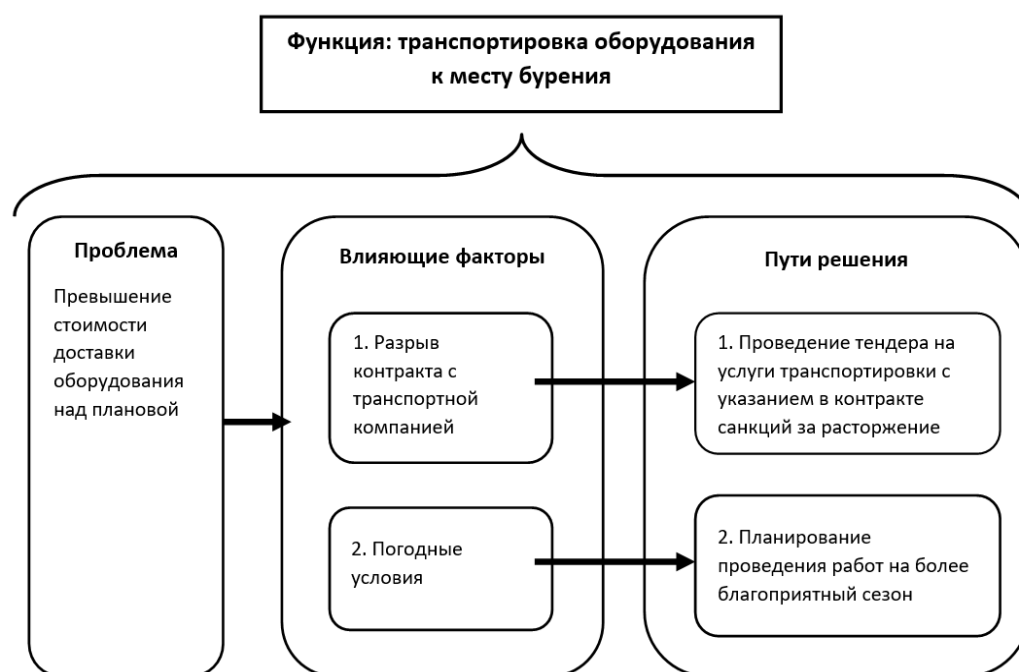 Функция: транспортировка оборудования
к месту бурения
Проблема
Превышение
стоимости
доставки
оборудования
над плановой
Влияющие факторы
1. Разрыв
контракта с
транспортной
компанией
2. Погодные
условия
Пути решения
1. Проведение тендера на
услуги транспортировки с
указанием в контракте
санкций за расторжение
2. Планирование
проведения работ на более
благоприятный сезон